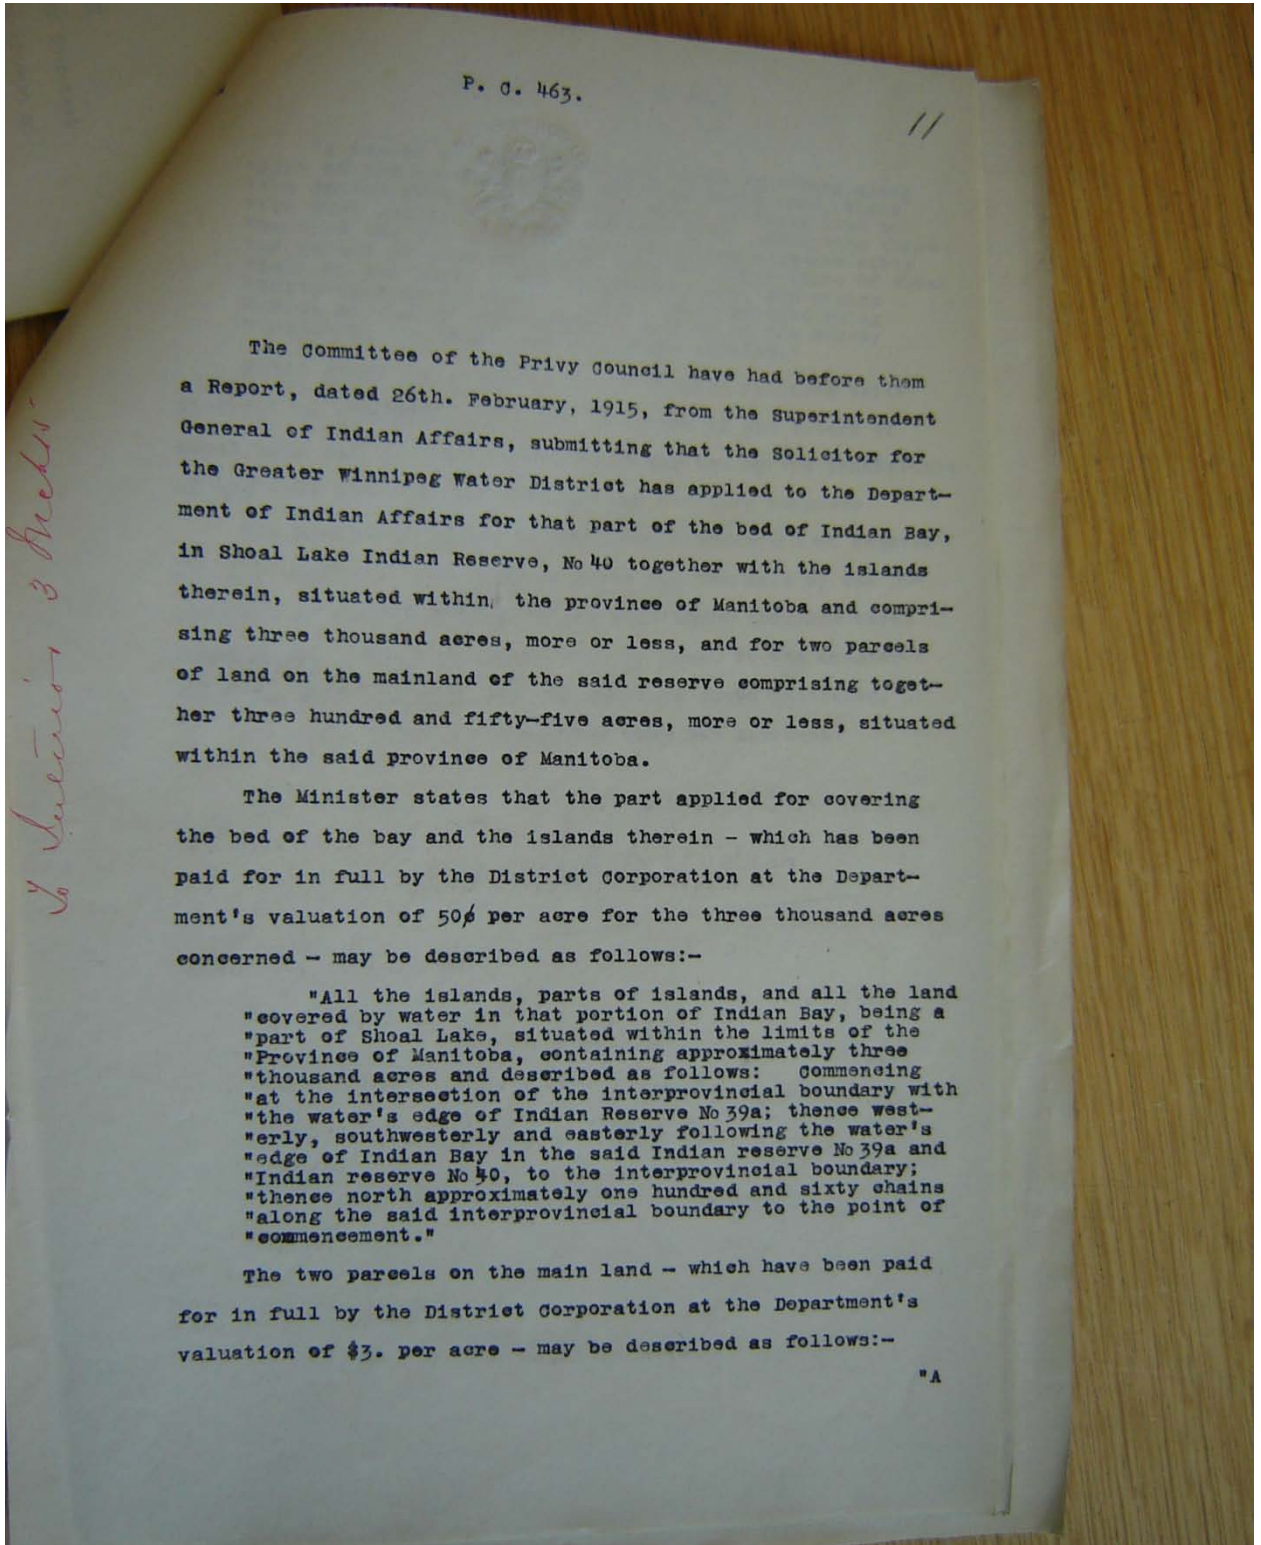 P. C. 463.
11
The Committee of the Privy Council have had before them
a Report, dated 26th. February, 1915, from the Superintendent
General of Indian Affairs, submitting that the Solicitor for
the Greater Winnipeg Water District has applied to the Depart-
ment of Indian Affairs for that part of the bed of Indian Bay,
in Shoal Lake Indian Reserve, No 40 together with the islands
therein, situated within, the province of Manitoba and compri-
sing three thousand acres, more or less, and for two parcels
of land on the mainland of the said reserve comprising toget-
her three hundred and fifty-five acres, more or less, situated
within the said province of Manitoba.
The Minister states that the part applied for covering
the bed of the bay and the islands therein - which has been
paid for in full by the District Corporation at the Depart-
ment's valuation of 50¢ per acre for the three thousand acres
concerned - may be described as follows:-
"All the islands, parts of islands, and all the land
"covered by water in that portion of Indian Bay, being a
"part of Shoal Lake, situated within the limits of the
"Province of Manitoba, containing approximately three
"thousand acres and described as follows: Commencing
"at the intersection of the interprovincial boundary with
"the water's edge of Indian Reserve No 39a; thence west-
"erly, southwesterly and easterly following the water's
"edge of Indian Bay in the said Indian reserve No 39a and
"Indian reserve No 40, to the interprovincial boundary;
"thence north approximately one hundred and sixty chains
"along the said interprovincial boundary to the point of
"commencement."
The two parcels on the main land - which have been paid
for in full by the District Corporation at the Department's
valuation of $3. per acre - may be described as follows:-
"A